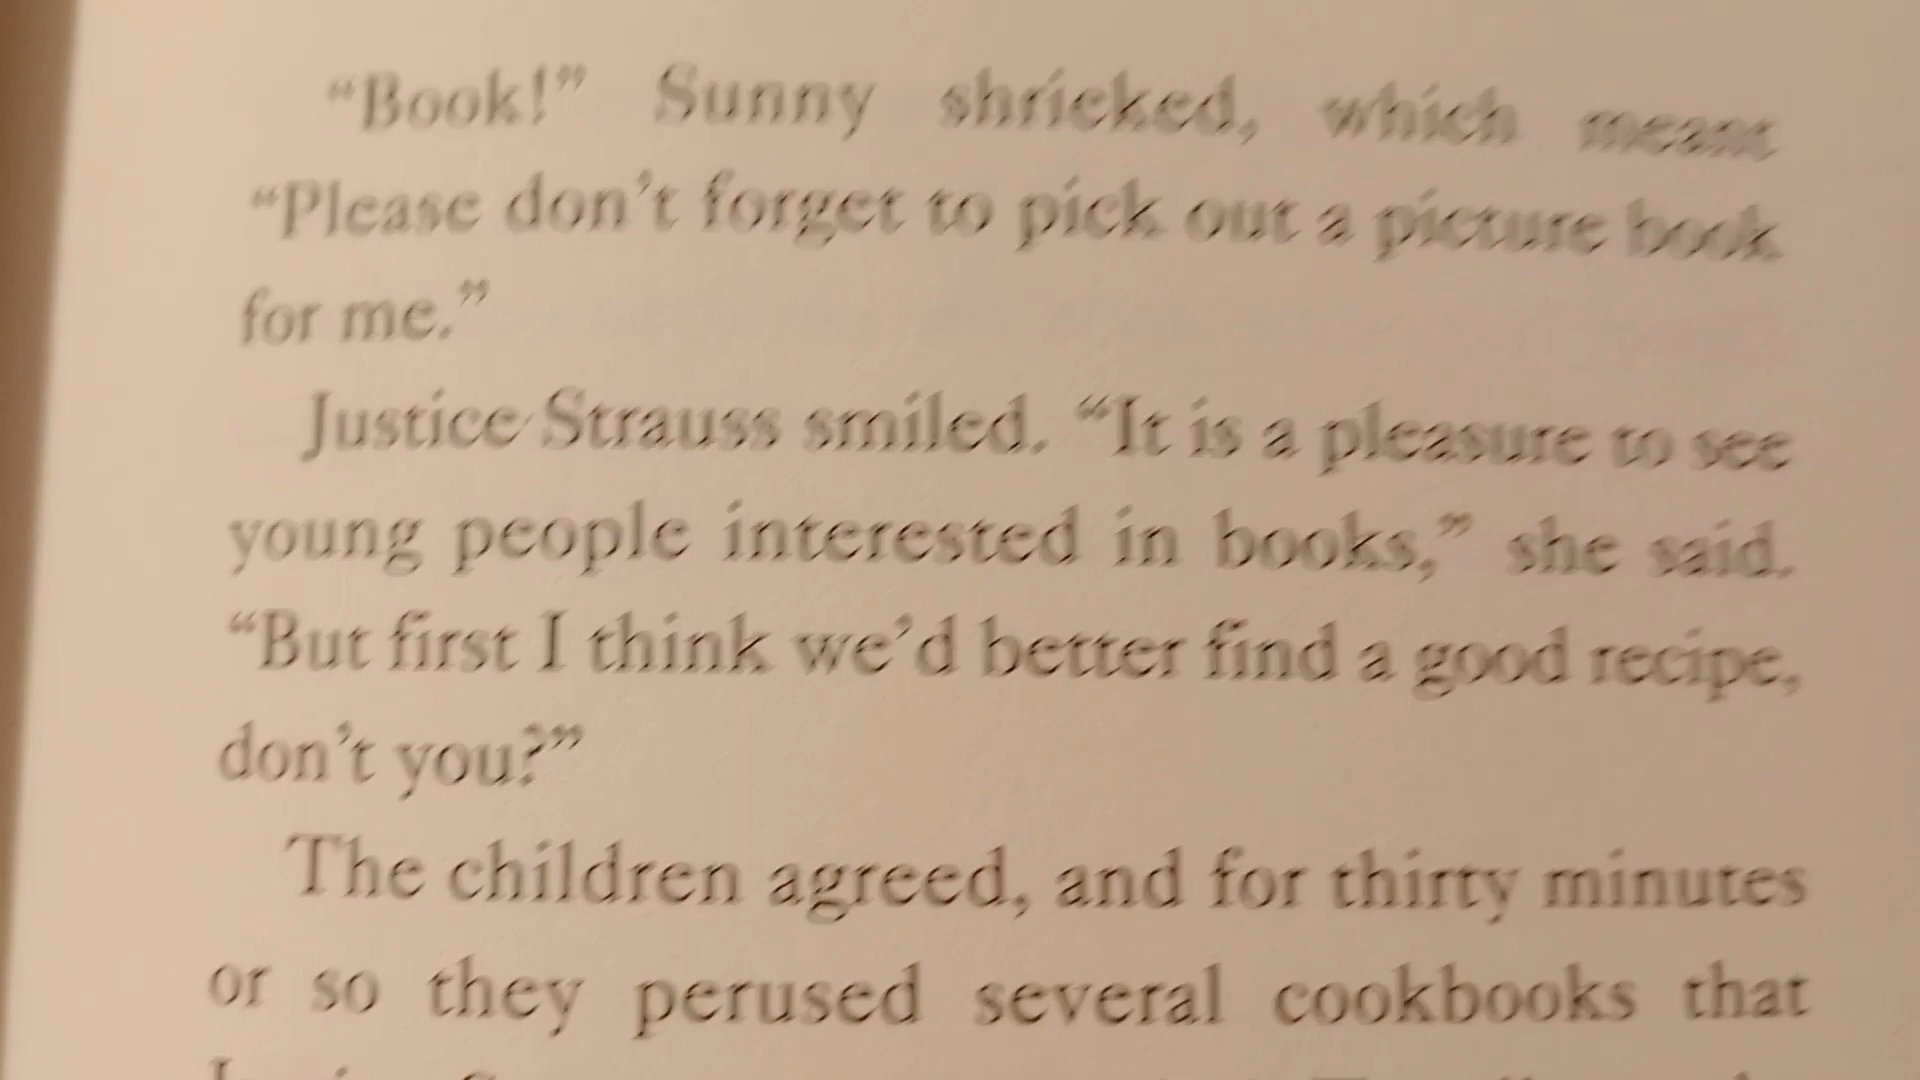 “Book!” Sunny shrieked, which meant
“Please don’t forget to pick out a picture book
for me.”
Justice Strauss smiled. “It is a pleasure to see
young people interested in books,” she said.
“But first I think we’d better find a good recipe,
don’t you?”
The children agreed, and for thirty minutes
or so they perused several cookbooks that